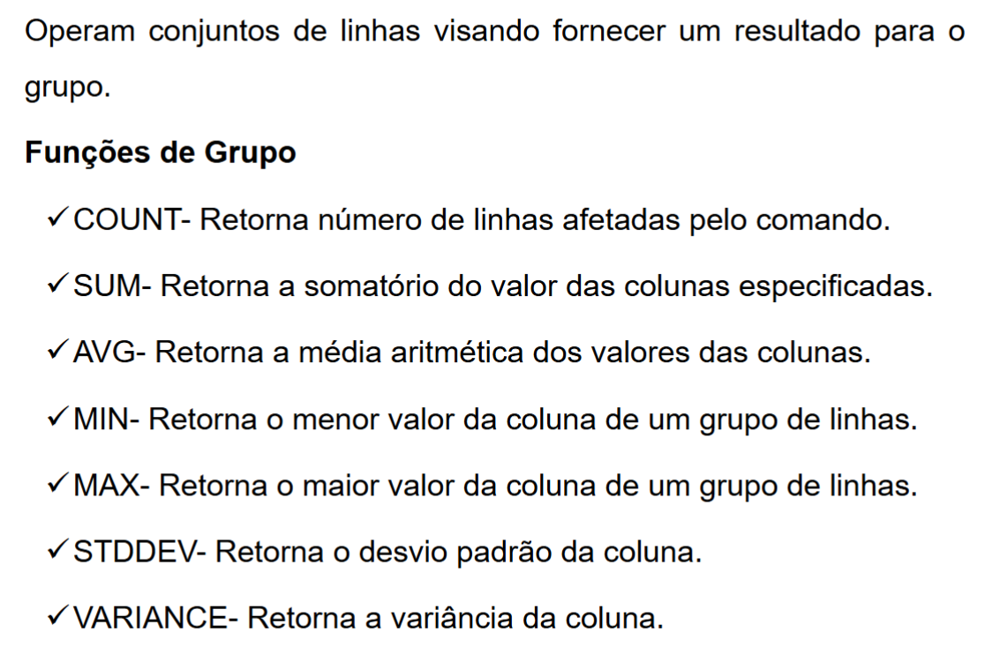 Operam conjuntos de linhas visando fornecer um resultado para o
grupo.
Funções de Grupo
✓COUNT- Retorna número de linhas afetadas pelo comando.
✓SUM- Retorna a somatório do valor das colunas especificadas.
✓AVG- Retorna a média aritmética dos valores das colunas.
✓MIN- Retorna o menor valor da coluna de um grupo de linhas.
✓MAX- Retorna o maior valor da coluna de um grupo de linhas.
✓STDDEV- Retorna o desvio padrão da coluna.
✓VARIANCE- Retorna a variância da coluna.